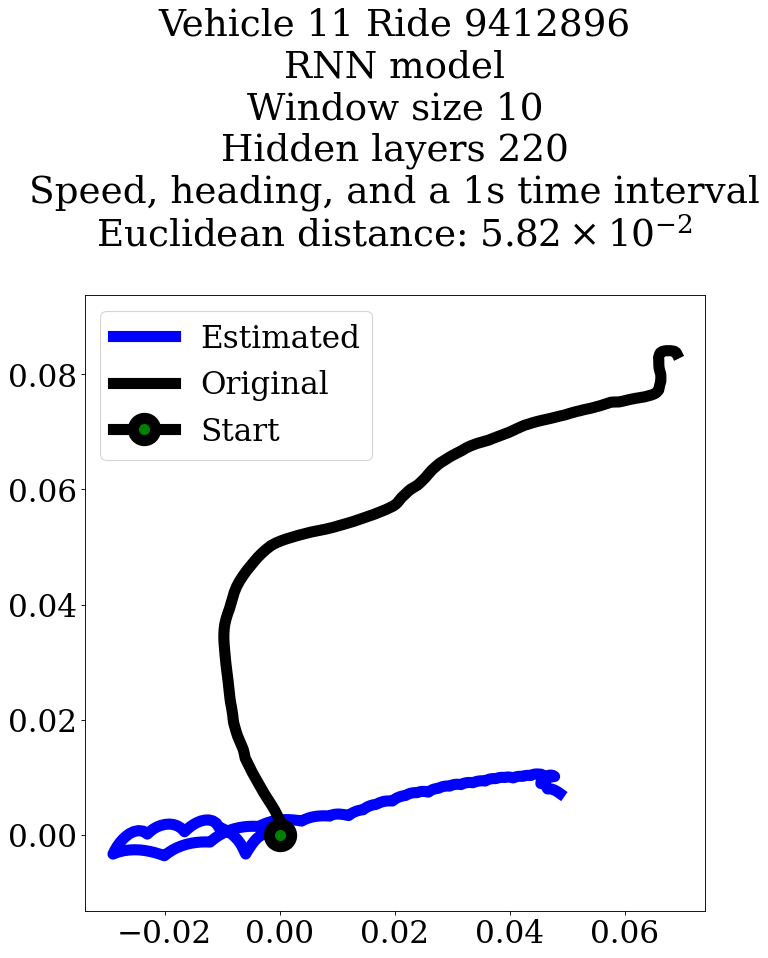 Vehicle 11 Ride 9412896
RNN model
Window size 10
Hidden layers 220
Speed, heading, and a 1s time interval
Euclidean distance: 5.82 × 10⁻²
Estimated
Original
Start
0.08
0.06
0.04
0.02
0.00
−0.02 0.00 0.02 0.04 0.06